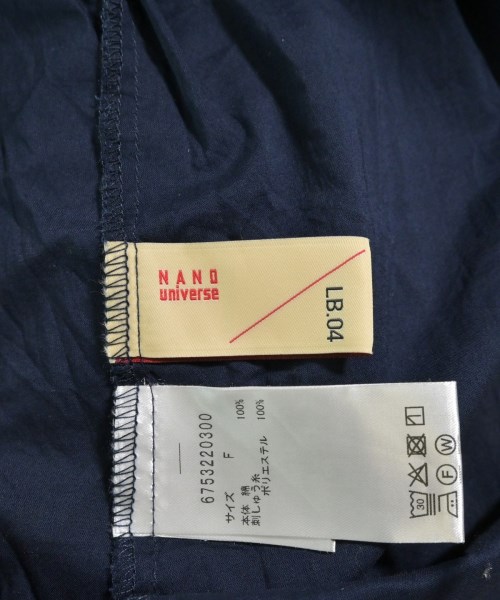 NANO
universe
LB.04
6753220300
サイズ F
本体 綿 100%
刺しゅう糸
ポリエステル 100%
30
F
W